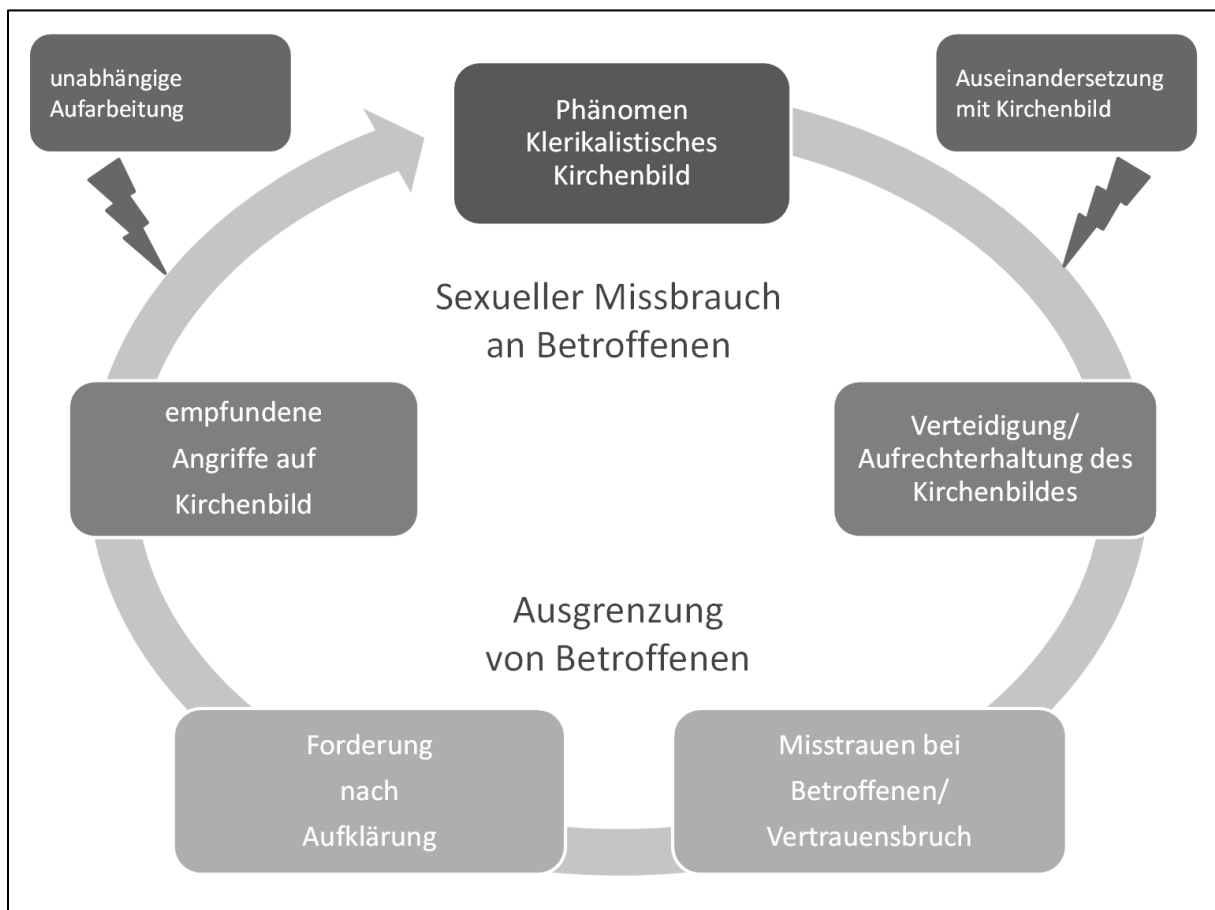 unabhängige
Aufarbeitung
Phänomen
Klerikalistisches
Kirchenbild
Auseinandersetzung
mit Kirchenbild
Sexueller Missbrauch
an Betroffenen
empfundene
Angriffe auf
Kirchenbild
Verteidigung/
Aufrechterhaltung des
Kirchenbildes
Ausgrenzung
von Betroffenen
Forderung
nach
Aufklärung
Misstrauen bei
Betroffenen/
Vertrauensbruch